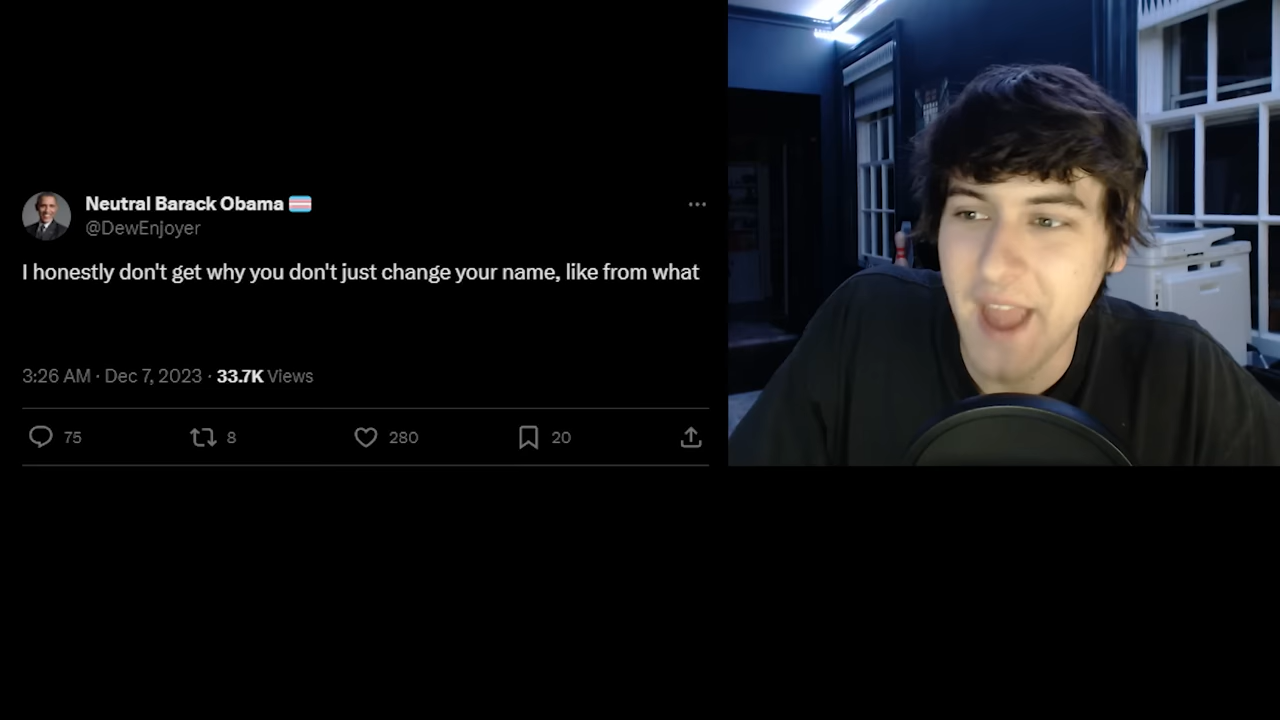 Neutral Barack Obama
@DewEnjoyer
I honestly don't get why you don't just change your name, like from what
3:26 AM · Dec 7, 2023 · 33.7K Views
75 8 280 20